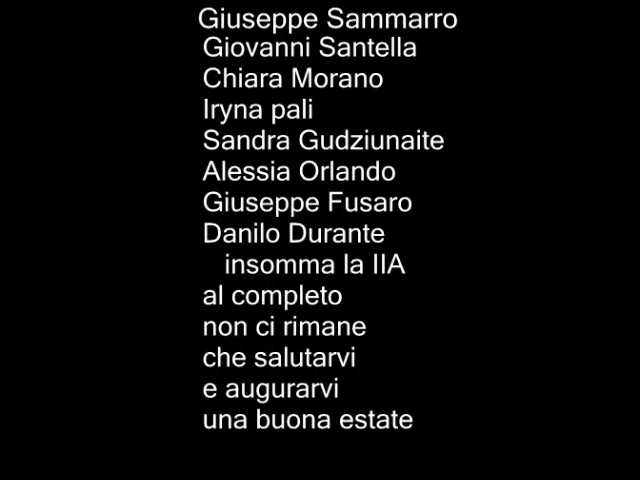 Giuseppe Sammarro
Giovanni Santella
Chiara Morano
Iryna pali
Sandra Gudziunaite
Alessia Orlando
Giuseppe Fusaro
Danilo Durante
insomma la IIA
al completo
non ci rimane
che salutarvi
e augurarvi
una buona estate